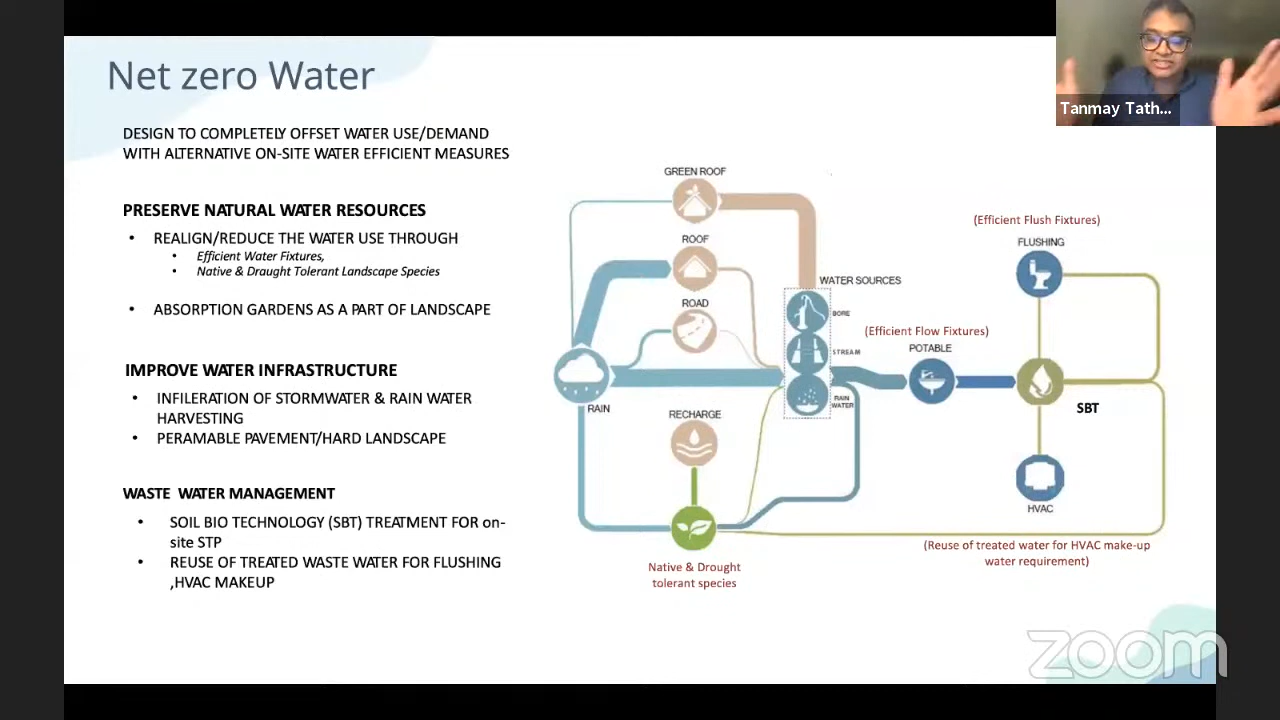 Net zero Water
Tanmay Tath...
DESIGN TO COMPLETELY OFFSET WATER USE/DEMAND
WITH ALTERNATIVE ON-SITE WATER EFFICIENT MEASURES
PRESERVE NATURAL WATER RESOURCES
• REALIGN/REDUCE THE WATER USE THROUGH
• Efficient Water Fixtures,
• Native & Draught Tolerant Landscape Species
• ABSORPTION GARDENS AS A PART OF LANDSCAPE
IMPROVE WATER INFRASTRUCTURE
• INFILERATION OF STORMWATER & RAIN WATER
HARVESTING
• PERAMABLE PAVEMENT/HARD LANDSCAPE
WASTE WATER MANAGEMENT
• SOIL BIO TECHNOLOGY (SBT) TREATMENT FOR on-
site STP
• REUSE OF TREATED WASTE WATER FOR FLUSHING
,HVAC MAKEUP
GREEN ROOF
ROOF
ROAD
RAIN
RECHARGE
Native & Drought
tolerant species
WATER SOURCES
BORE
STREAM
RAIN
WATER
(Efficient Flow Fixtures)
POTABLE
(Efficient Flush Fixtures)
FLUSHING
SBT
HVAC
(Reuse of treated water for HVAC make-up
water requirement)
zoom